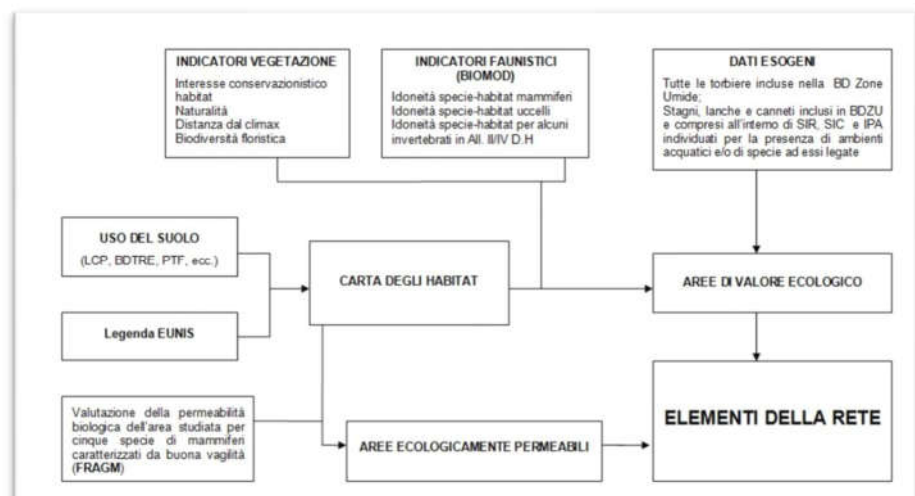 INDICATORI VEGETAZIONE
Interesse conservazionistico
habitat
Naturalità
Distanza dal climax
Biodiversità floristica
INDICATORI FAUNISTICI
(BIOMOD)
Idoneità specie-habitat mammiferi
Idoneità specie-habitat uccelli
Idoneità specie-habitat per alcuni
invertebrati in All. II/IV D.H
DATI ESOGENI
Tutte le torbiere incluse nella BD Zone
Umide;
Stagni, lanche e canneti inclusi in BDZU
e compresi all'interno di SIR, SIC e IPA
individuati per la presenza di ambienti
acquatici e/o di specie ad essi legate
USO DEL SUOLO
(LCP, BDTRE, PTF, ecc.)
CARTA DEGLI HABITAT
AREE DI VALORE ECOLOGICO
Legenda EUNIS
Valutazione della permeabilità
biologica dell'area studiata per
cinque specie di mammiferi
caratterizzati da buona vagilità
(FRAGM)
AREE ECOLOGICAMENTE PERMEABILI
ELEMENTI DELLA RETE